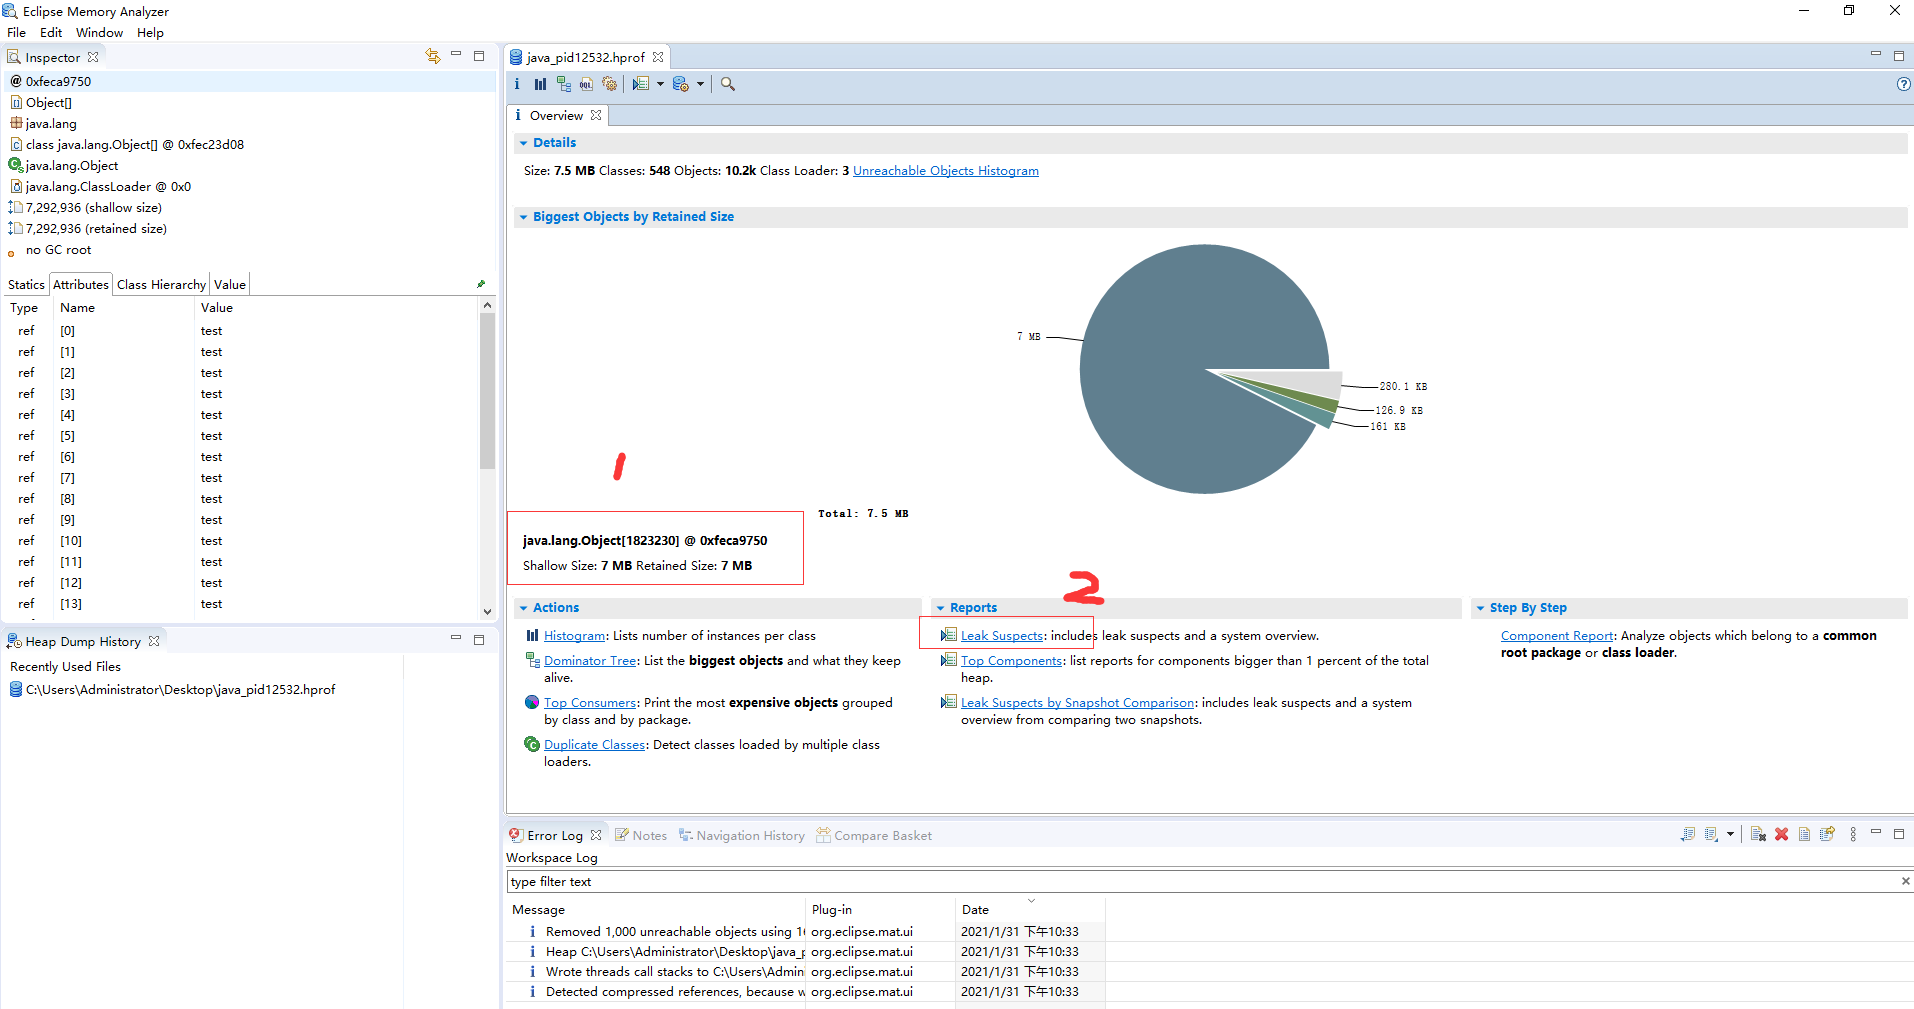 Eclipse Memory Analyzer
File Edit Window Help
Inspector
@ 0xfeca9750
Object[]
java.lang
class java.lang.Object[] @ 0xfec23d08
java.lang.Object
java.lang.ClassLoader @ 0x0
7,292,936 (shallow size)
7,292,936 (retained size)
no GC root
Statics Attributes Class Hierarchy Value
Type Name Value
ref [0] test
ref [1] test
ref [2] test
ref [3] test
ref [4] test
ref [5] test
ref [6] test
ref [7] test
ref [8] test
ref [9] test
ref [10] test
ref [11] test
ref [12] test
ref [13] test
Heap Dump History
Recently Used Files
C:\Users\Administrator\Desktop\java_pid12532.hprof
java_pid12532.hprof
i OQL
i Overview
Details
Size: 7.5 MB Classes: 548 Objects: 10.2k Class Loader: 3 Unreachable Objects Histogram
Biggest Objects by Retained Size
7 MB
280.1 KB
126.9 KB
161 KB
1
Total: 7.5 MB
java.lang.Object[1823230] @ 0xfeca9750
Shallow Size: 7 MB Retained Size: 7 MB
2
Actions
Histogram: Lists number of instances per class
Dominator Tree: List the biggest objects and what they keep
alive.
Top Consumers: Print the most expensive objects grouped
by class and by package.
Duplicate Classes: Detect classes loaded by multiple class
loaders.
Reports
Leak Suspects: includes leak suspects and a system overview.
Top Components: list reports for components bigger than 1 percent of the total
heap.
Leak Suspects by Snapshot Comparison: includes leak suspects and a system
overview from comparing two snapshots.
Step By Step
Component Report: Analyze objects which belong to a common
root package or class loader.
Error Log Notes Navigation History Compare Basket
Workspace Log
type filter text
Message Plug-in Date
i Removed 1,000 unreachable objects using 1 org.eclipse.mat.ui 2021/1/31 下午10:33
i Heap C:\Users\Administrator\Desktop\java_p org.eclipse.mat.ui 2021/1/31 下午10:33
i Wrote threads call stacks to C:\Users\Admin org.eclipse.mat.ui 2021/1/31 下午10:33
i Detected compressed references, because w org.eclipse.mat.ui 2021/1/31 下午10:33